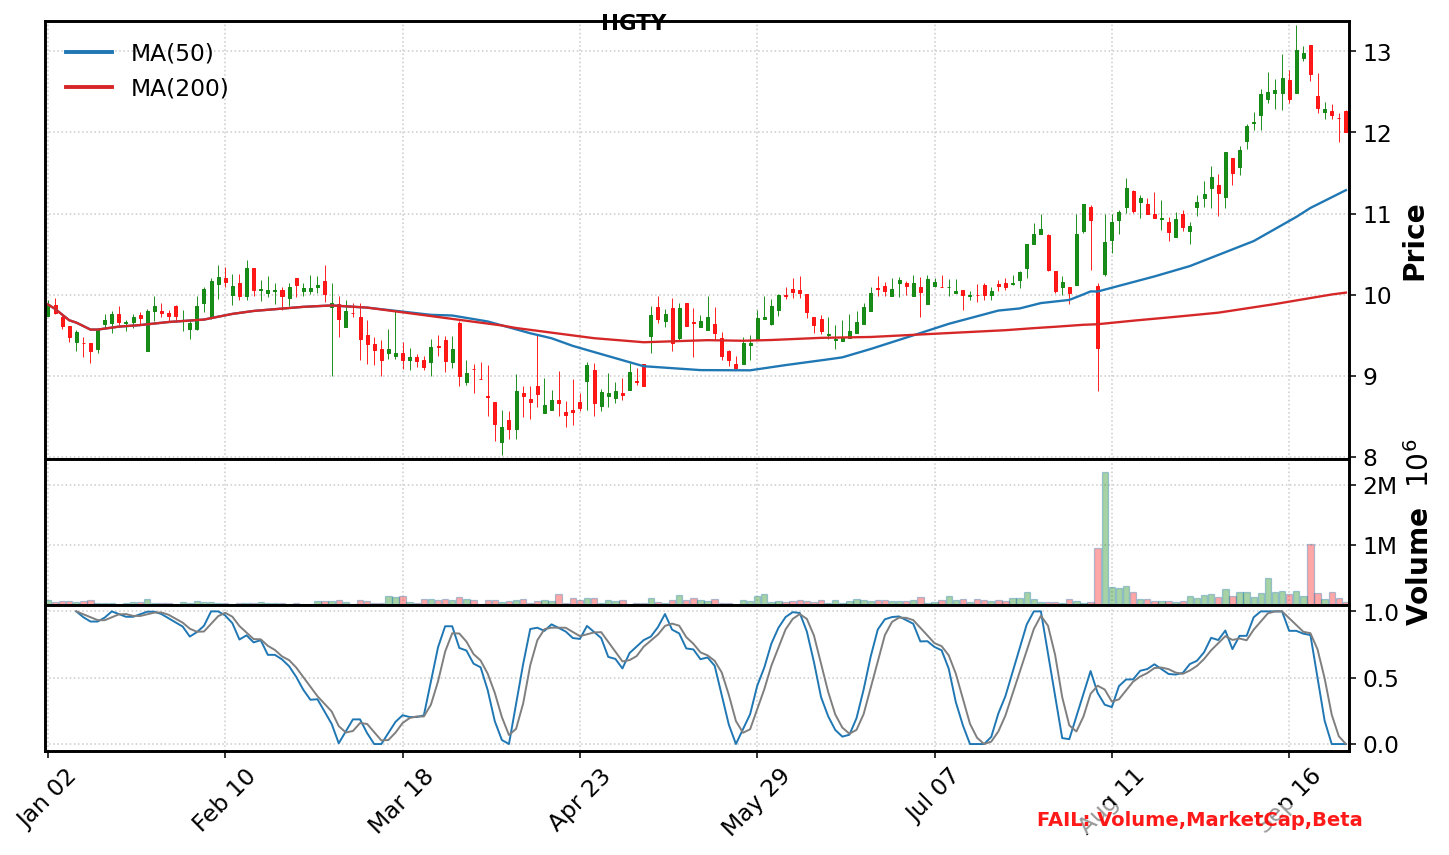 HGTY
MA(50)
MA(200)
13
12
11
10
9
8
Price
2M
1M
Volume 10^6
1.0
0.5
0.0
Jan 02
Feb 10
Mar 18
Apr 23
May 29
Jul 07
Aug 11
Sep 16
FAIL: Volume,MarketCap,Beta